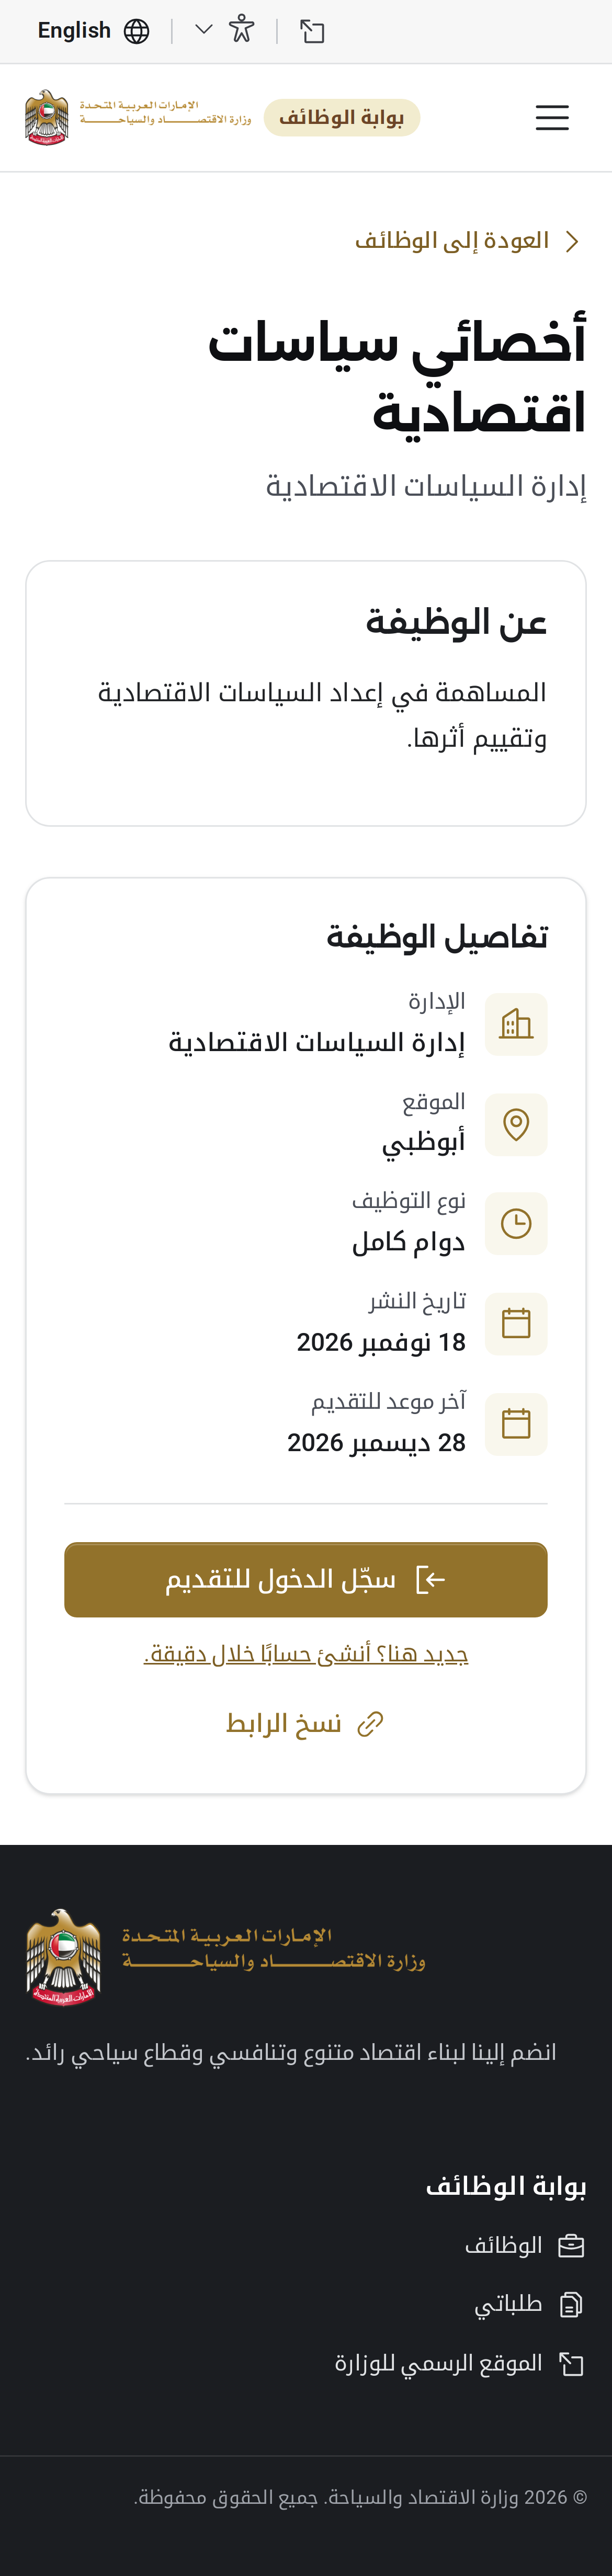 English
الإمارات العربية المتحدة
وزارة الاقتصاد والسياحة
بوابة الوظائف
العودة إلى الوظائف
أخصائي سياسات
اقتصادية
إدارة السياسات الاقتصادية
عن الوظيفة
المساهمة في إعداد السياسات الاقتصادية
وتقييم أثرها.
تفاصيل الوظيفة
الإدارة
إدارة السياسات الاقتصادية
الموقع
أبوظبي
نوع التوظيف
دوام كامل
تاريخ النشر
18 نوفمبر 2026
آخر موعد للتقديم
28 ديسمبر 2026
سجّل الدخول للتقديم
جديد هنا؟ أنشئ حسابًا خلال دقيقة.
نسخ الرابط
الإمارات العربية المتحدة
وزارة الاقتصاد والسياحة
انضم إلينا لبناء اقتصاد متنوع وتنافسي وقطاع سياحي رائد.
بوابة الوظائف
الوظائف
طلباتي
الموقع الرسمي للوزارة
© 2026 وزارة الاقتصاد والسياحة. جميع الحقوق محفوظة.